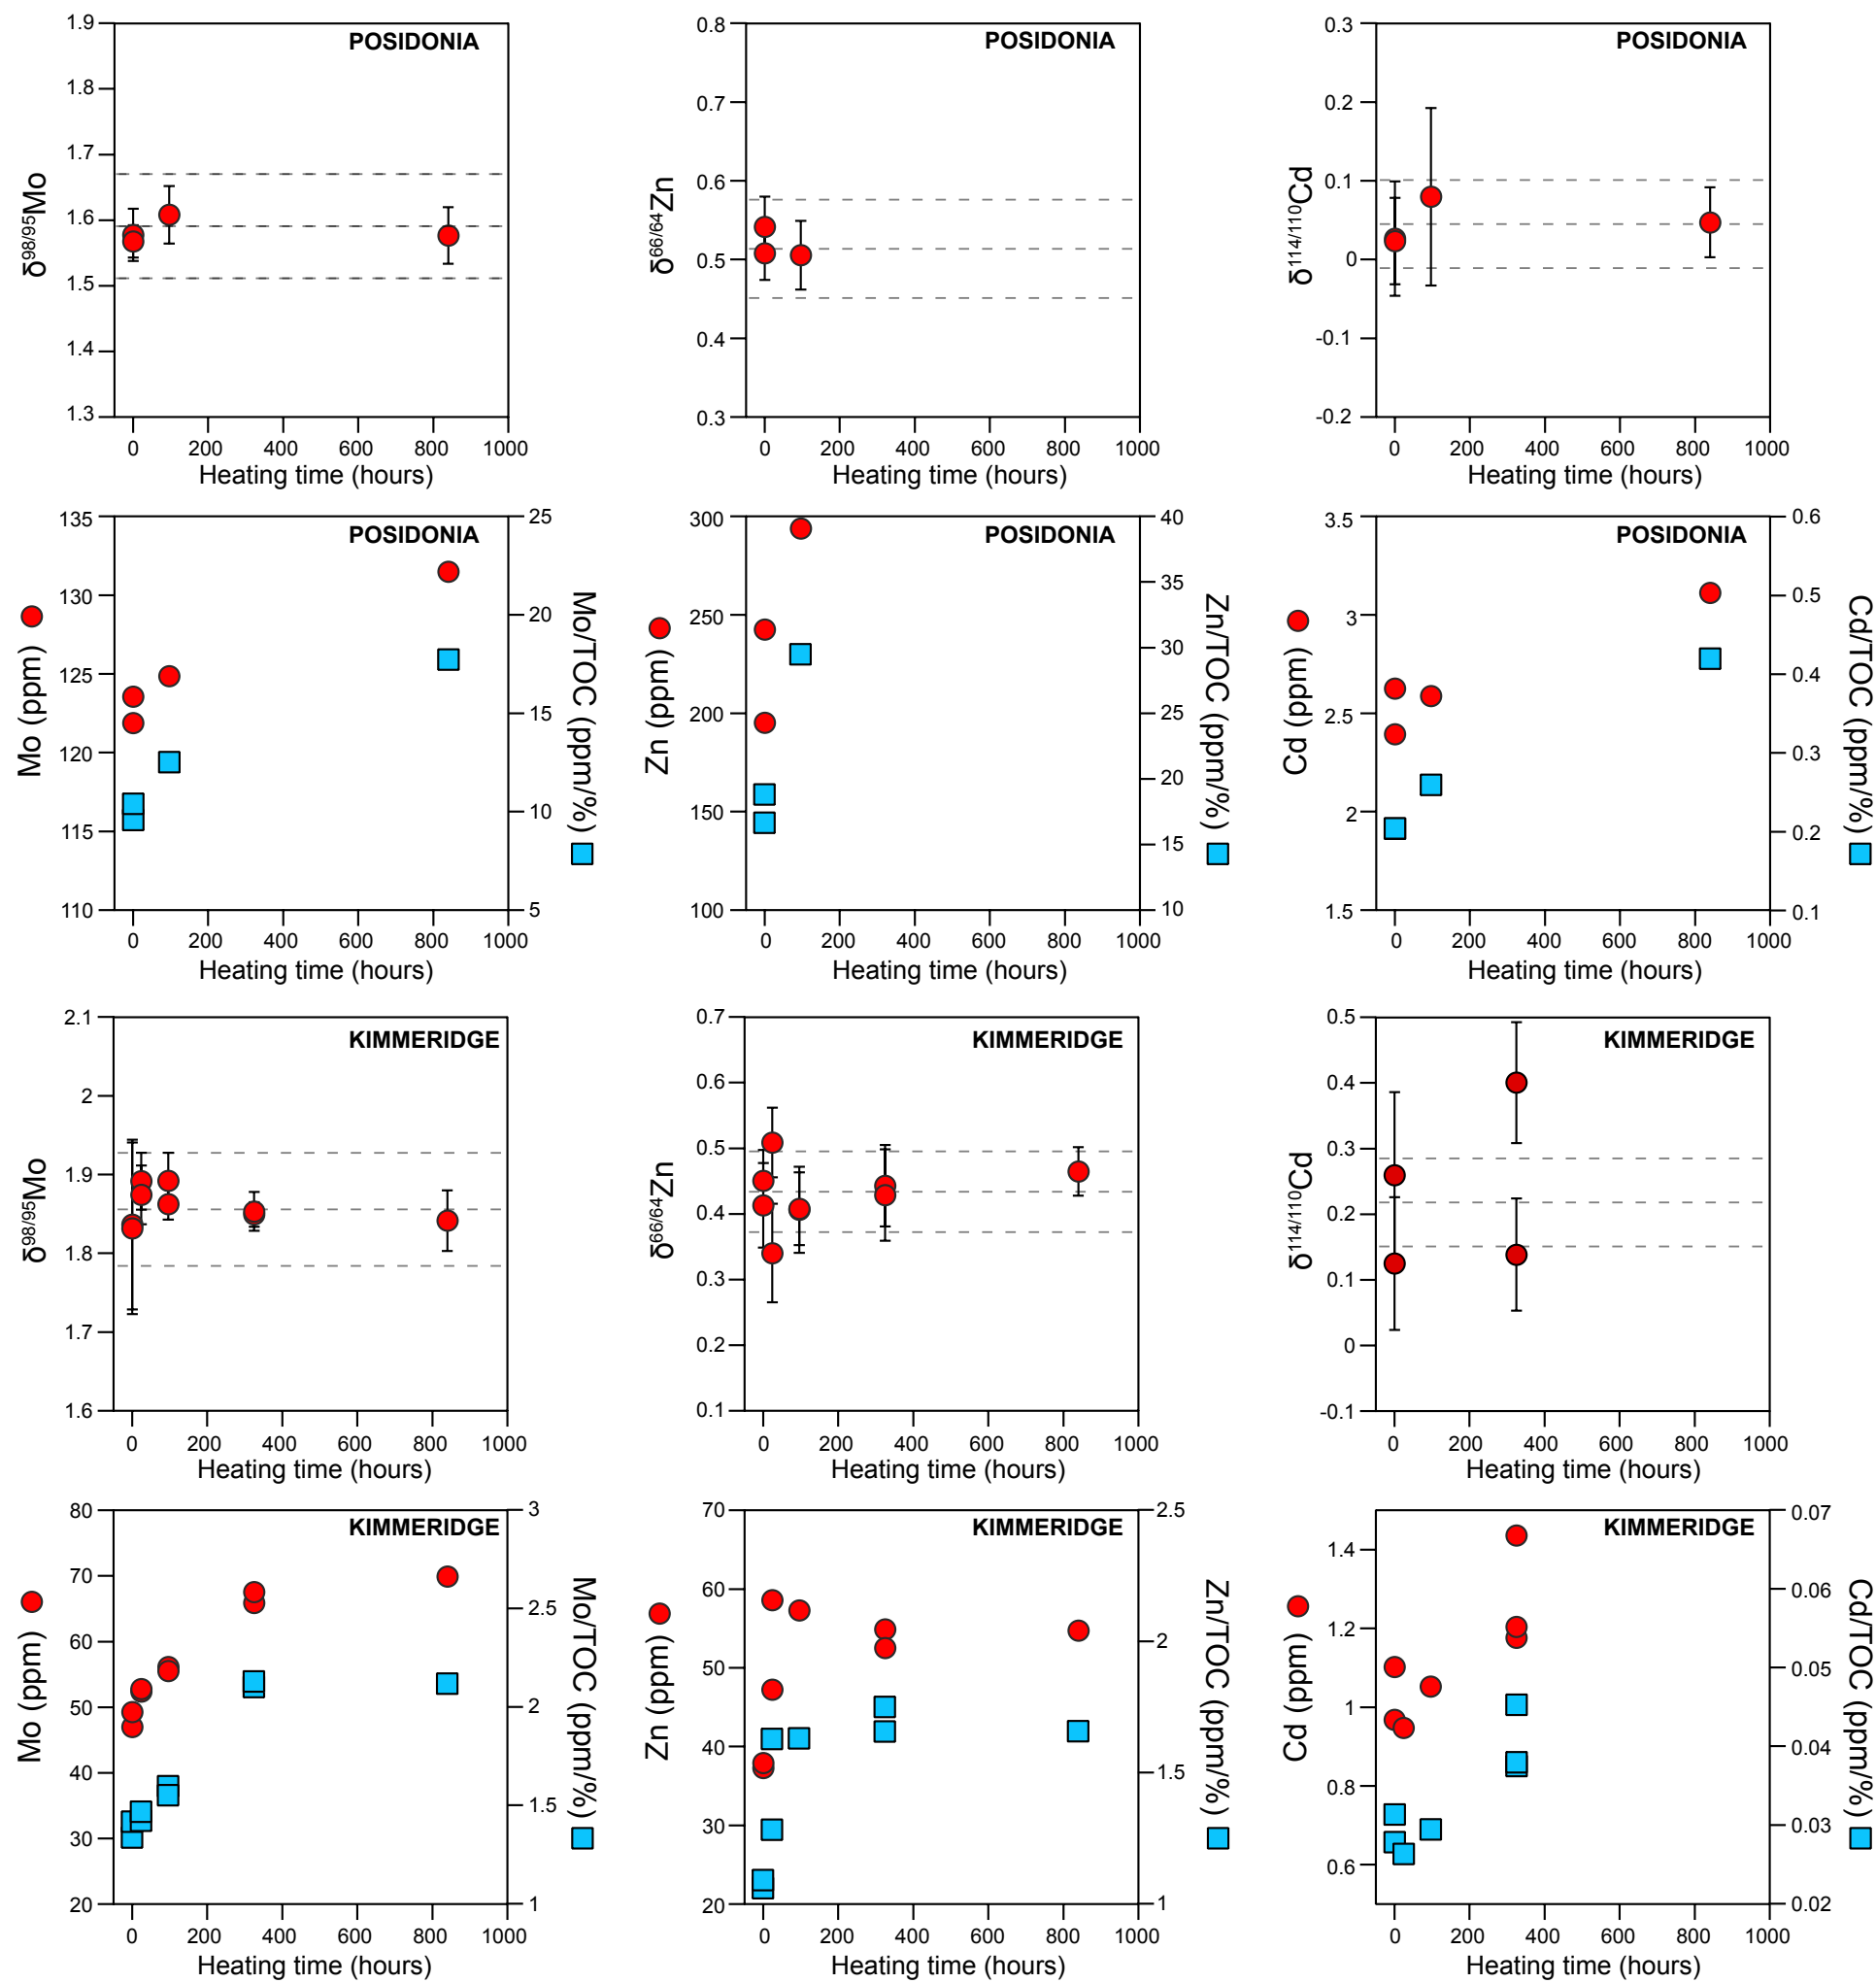 POSIDONIA
1.9
1.8
1.7
1.6
1.5
1.4
1.3
δ98/95Mo
0 200 400 600 800 1000
Heating time (hours)
POSIDONIA
0.8
0.7
0.6
0.5
0.4
0.3
δ66/64Zn
0 200 400 600 800 1000
Heating time (hours)
POSIDONIA
0.3
0.2
0.1
0
-0.1
-0.2
δ114/110Cd
0 200 400 600 800 1000
Heating time (hours)
POSIDONIA
135
130
125
120
115
110
Mo (ppm)
25
20
15
10
5
Mo/TOC (ppm/%)
0 200 400 600 800 1000
Heating time (hours)
POSIDONIA
300
250
200
150
100
Zn (ppm)
40
35
30
25
20
15
10
Zn/TOC (ppm/%)
0 200 400 600 800 1000
Heating time (hours)
POSIDONIA
3.5
3
2.5
2
1.5
Cd (ppm)
0.6
0.5
0.4
0.3
0.2
0.1
Cd/TOC (ppm/%)
0 200 400 600 800 1000
Heating time (hours)
KIMMERIDGE
2.1
2
1.9
1.8
1.7
1.6
δ98/95Mo
0 200 400 600 800 1000
Heating time (hours)
KIMMERIDGE
0.7
0.6
0.5
0.4
0.3
0.2
0.1
δ66/64Zn
0 200 400 600 800 1000
Heating time (hours)
KIMMERIDGE
0.5
0.4
0.3
0.2
0.1
0
-0.1
δ114/110Cd
0 200 400 600 800 1000
Heating time (hours)
KIMMERIDGE
80
70
60
50
40
30
20
Mo (ppm)
3
2.5
2
1.5
1
Mo/TOC (ppm/%)
0 200 400 600 800 1000
Heating time (hours)
KIMMERIDGE
70
60
50
40
30
20
Zn (ppm)
2.5
2
1.5
1
Zn/TOC (ppm/%)
0 200 400 600 800 1000
Heating time (hours)
KIMMERIDGE
1.4
1.2
1
0.8
0.6
Cd (ppm)
0.07
0.06
0.05
0.04
0.03
0.02
Cd/TOC (ppm/%)
0 200 400 600 800 1000
Heating time (hours)